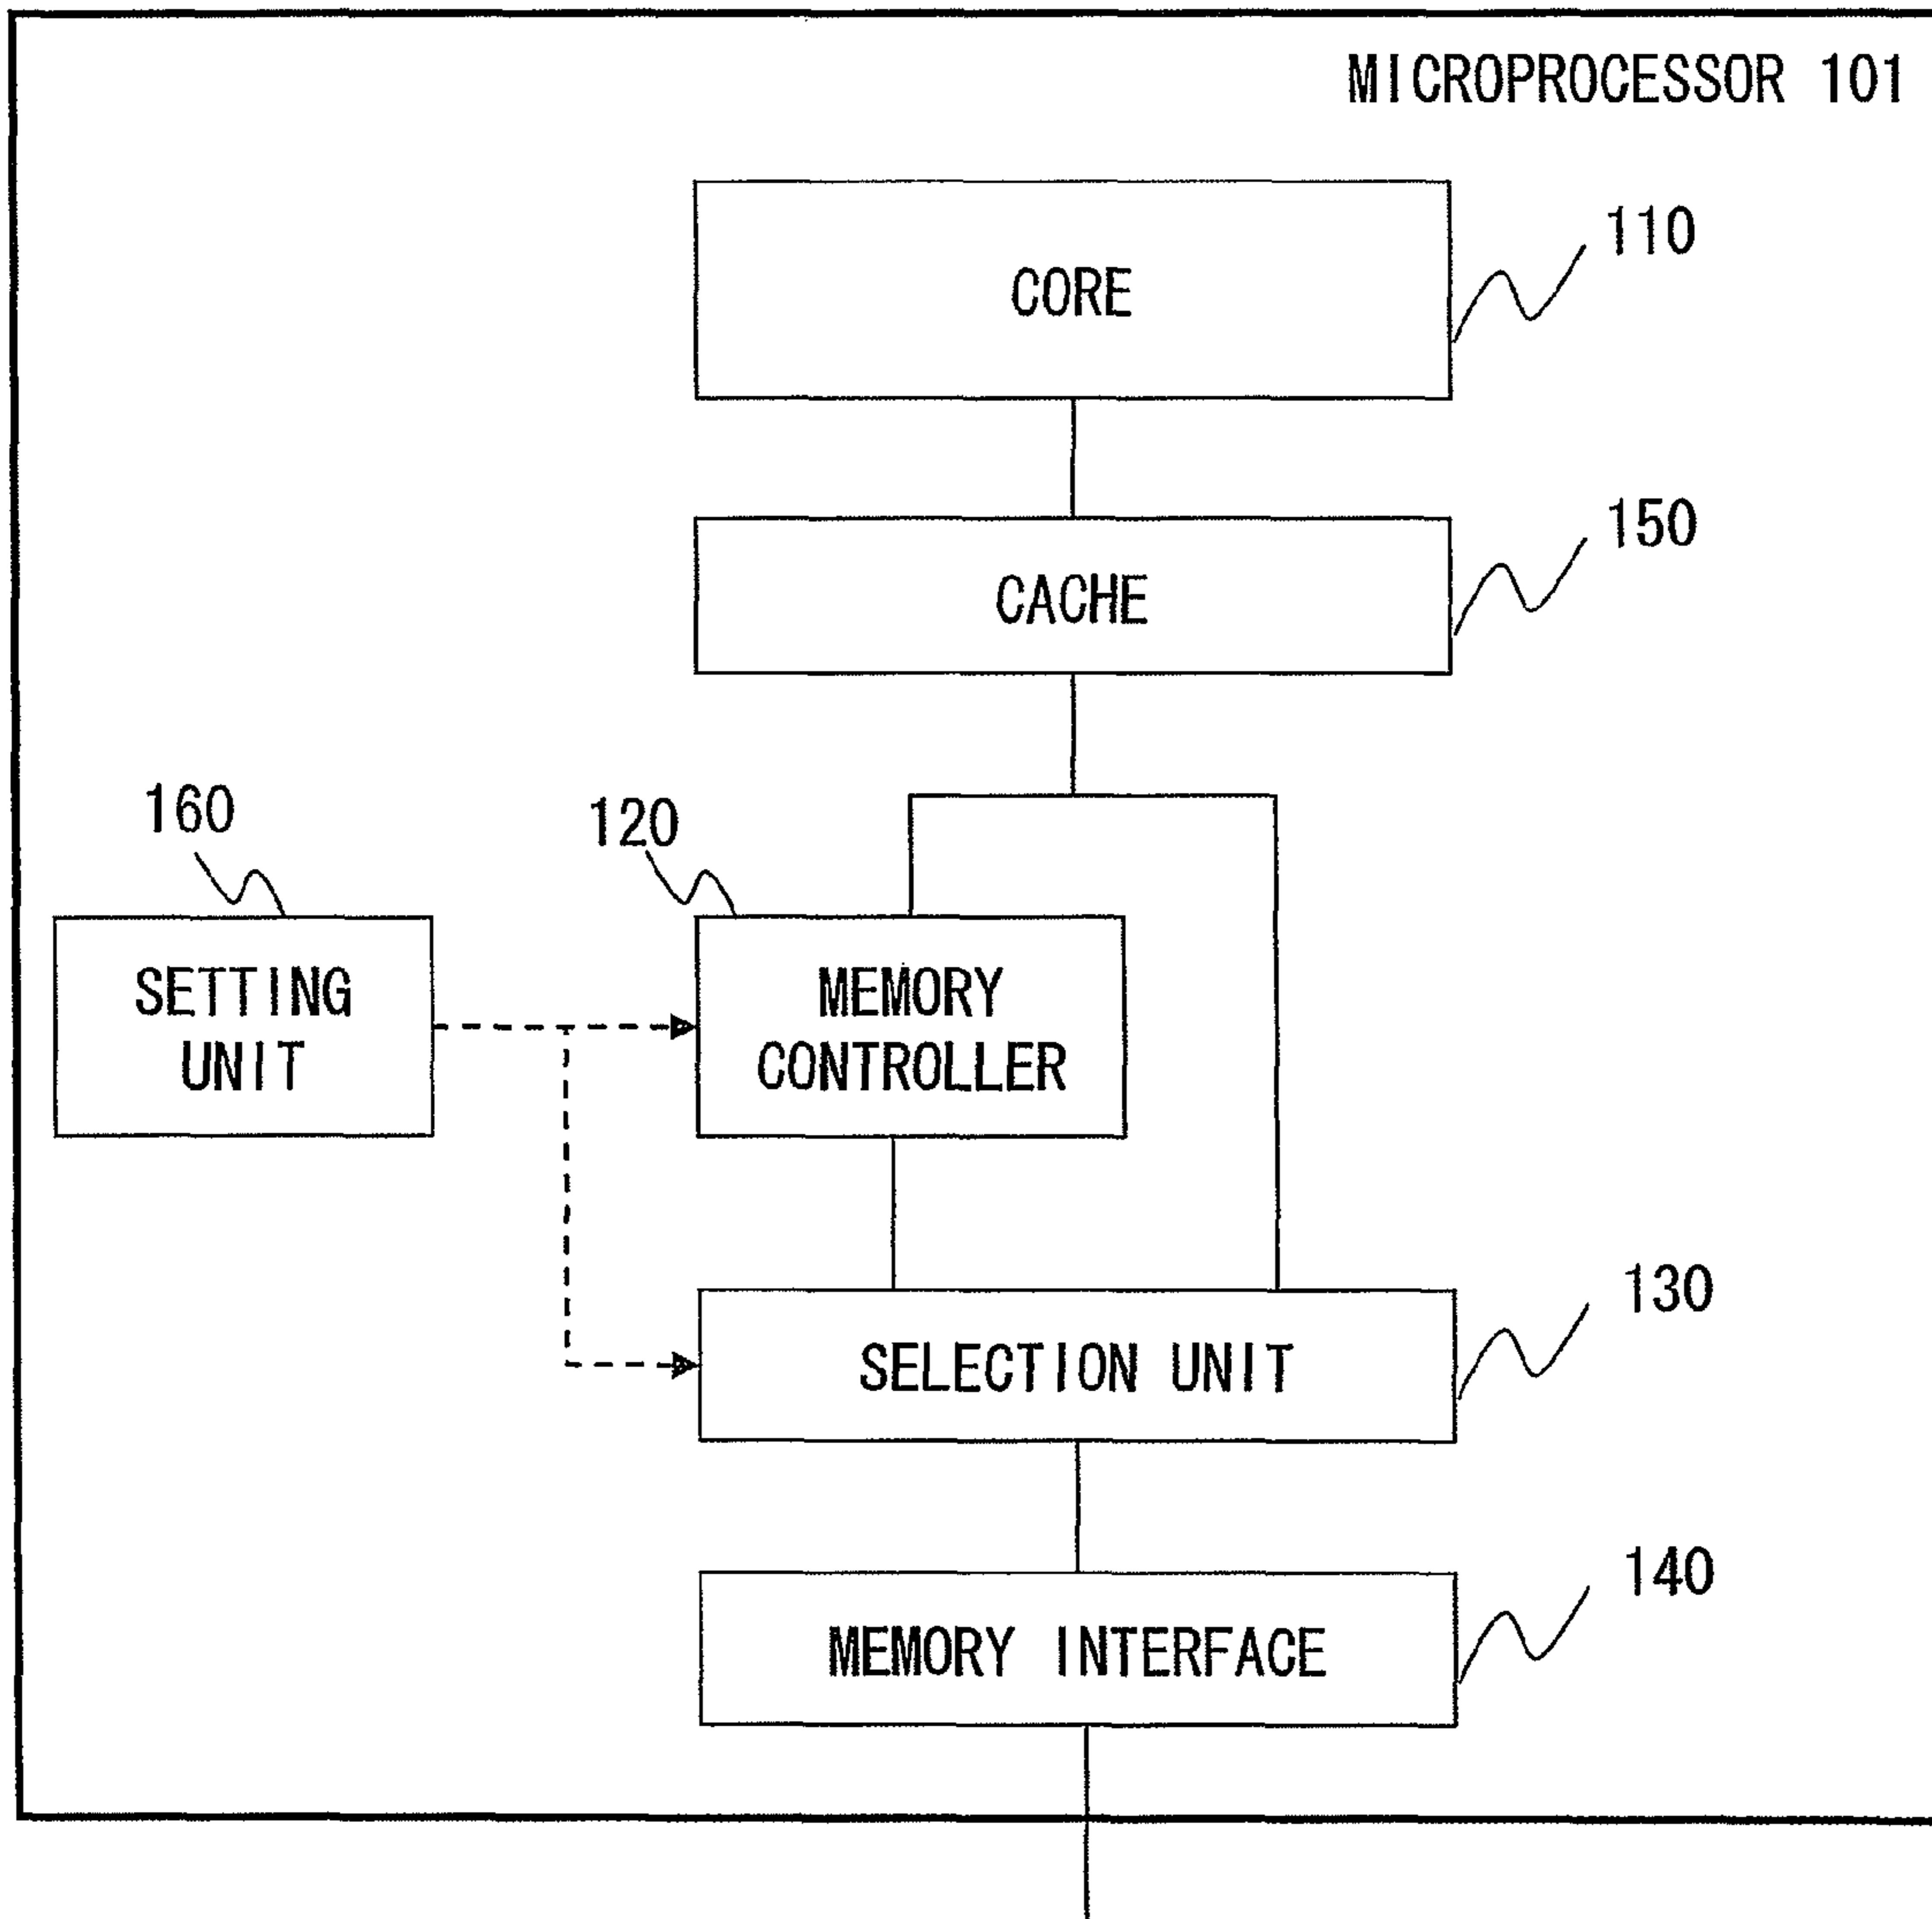 MICROPROCESSOR 101
110
CORE
150
CACHE
160
120
SETTING
UNIT
MEMORY
CONTROLLER
130
SELECTION UNIT
140
MEMORY INTERFACE